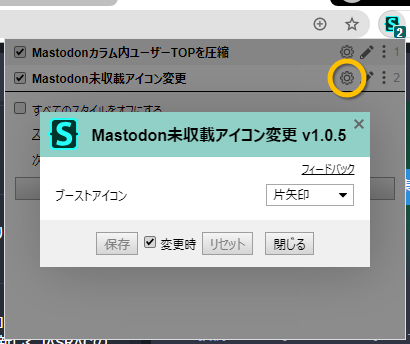 S
2
Mastodonカラム内ユーザーTOPを圧縮 1
Mastodon未収載アイコン変更 2
すべてのスタイルをオフにする
S Mastodon未収載アイコン変更 v1.0.5 ×
フィードバック
ブーストアイコン 片矢印
保存 変更時 リセット 閉じる